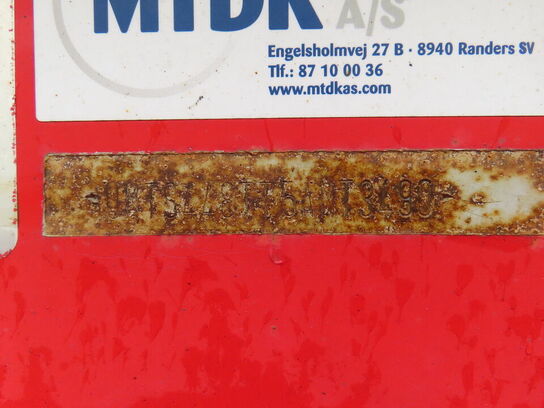 MTDK A/S
Engelsholmvej 27 B · 8940 Randers SV
Tlf.: 87 10 00 36
www.mtdkas.com